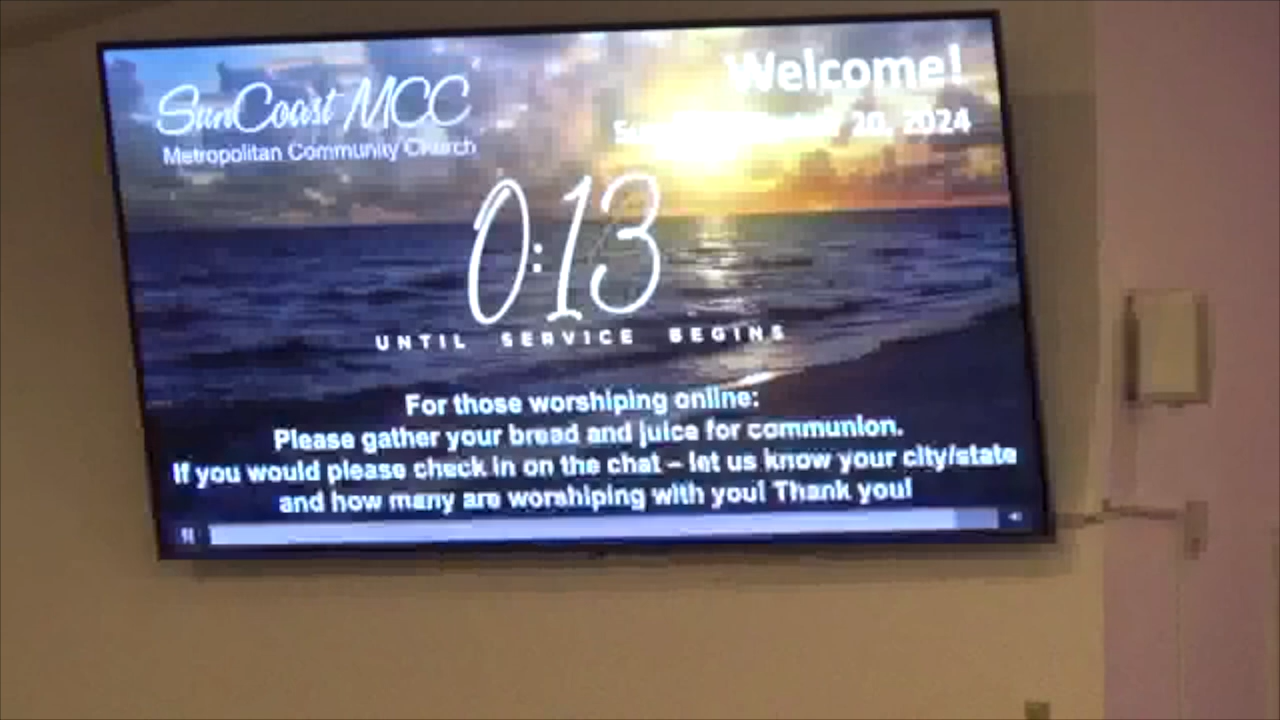 SunCoast MCC
Metropolitan Community Church
Welcome!
20, 2024
0:13
UNTIL SERVICE BEGINS
For those worshiping online:
Please gather your bread and juice for communion.
If you would please check in on the chat – let us know your city/state
and how many are worshiping with you! Thank you!